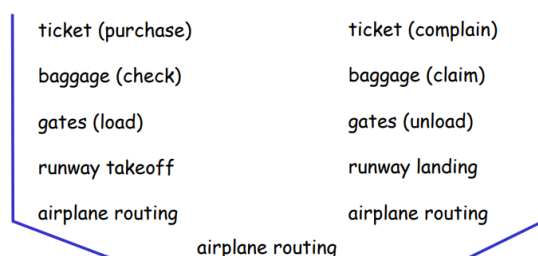 ticket (purchase)
baggage (check)
gates (load)
runway takeoff
airplane routing
ticket (complain)
baggage (claim)
gates (unload)
runway landing
airplane routing
airplane routing